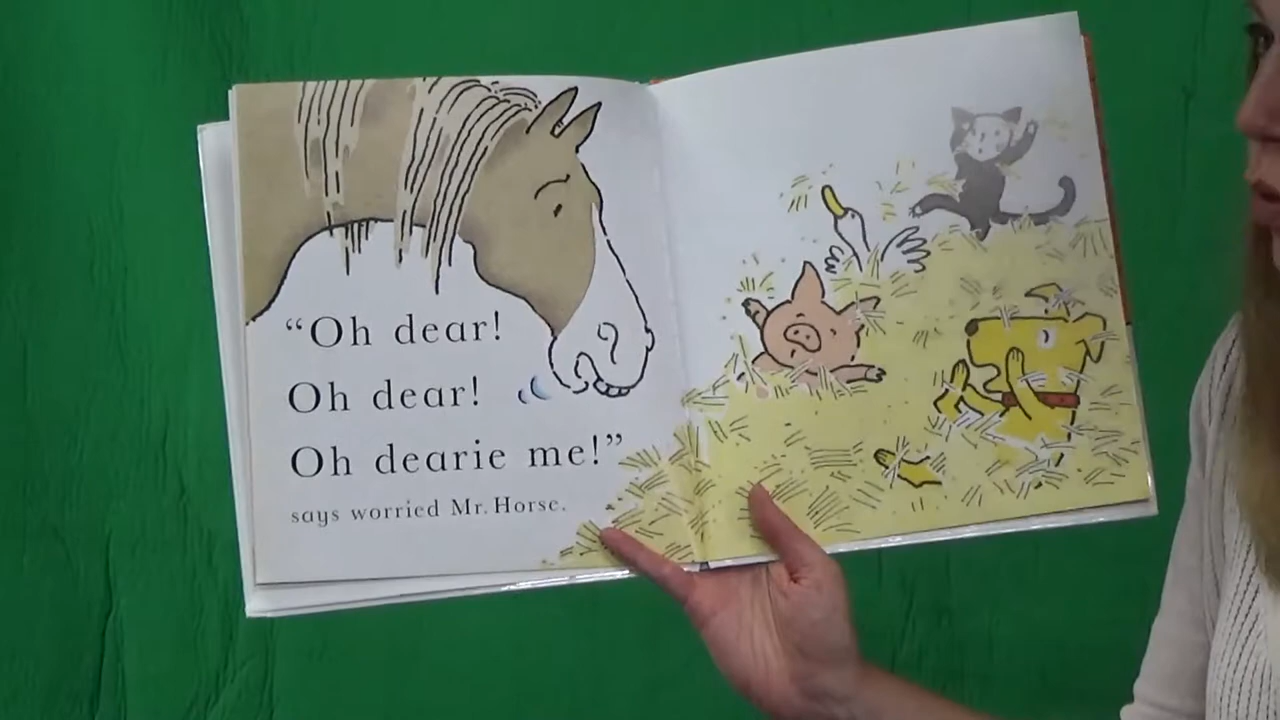 “Oh dear!
Oh dear!
Oh dearie me!”
says worried Mr. Horse.